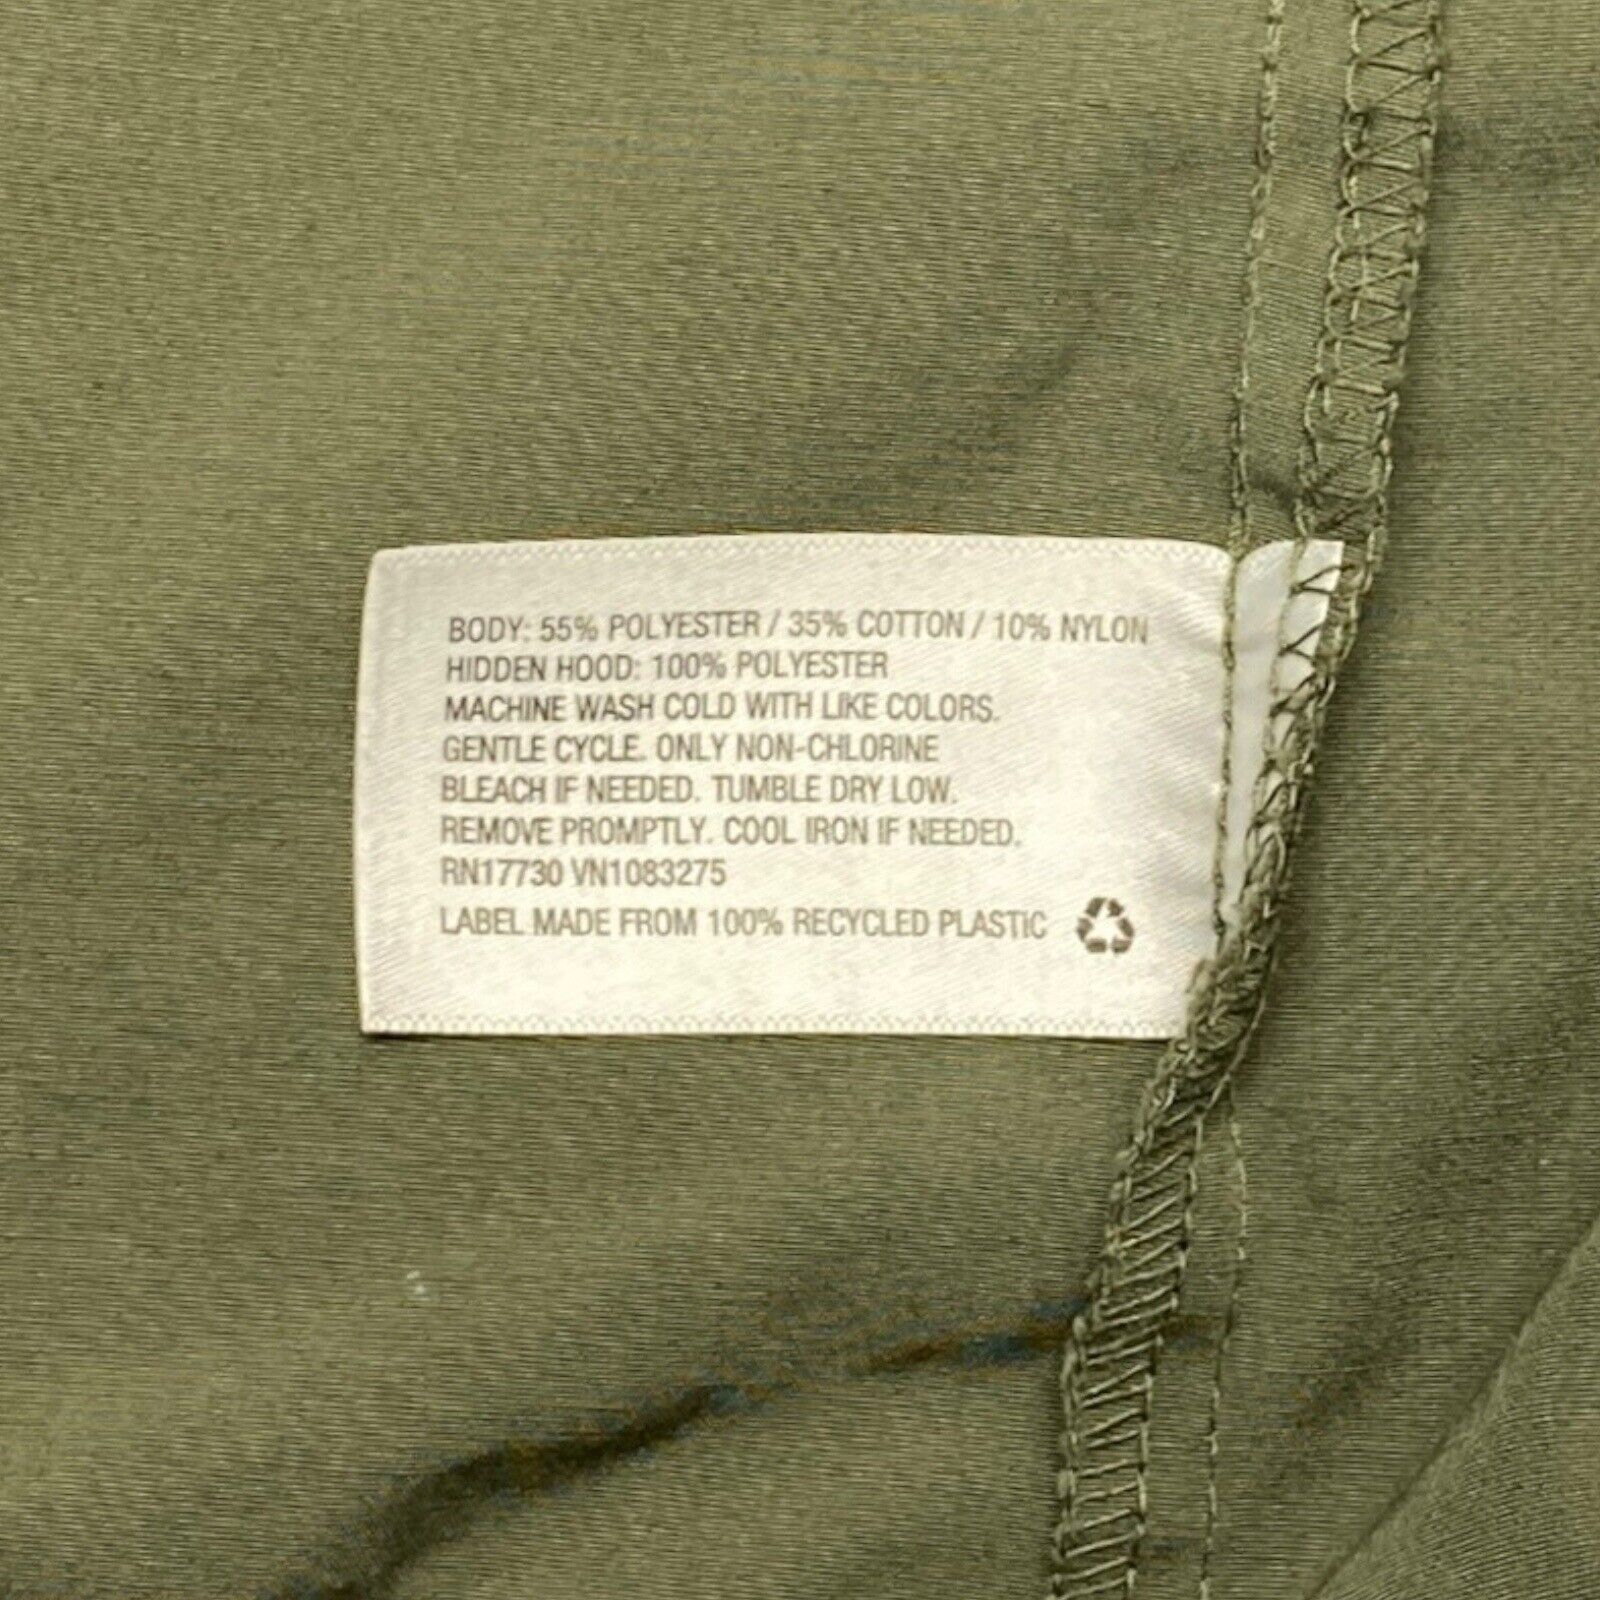 BODY: 55% POLYESTER / 35% COTTON / 10% NYLON
HIDDEN HOOD: 100% POLYESTER
MACHINE WASH COLD WITH LIKE COLORS.
GENTLE CYCLE. ONLY NON-CHLORINE
BLEACH IF NEEDED. TUMBLE DRY LOW.
REMOVE PROMPTLY. COOL IRON IF NEEDED.
RN17730 VN1083275
LABEL MADE FROM 100% RECYCLED PLASTIC